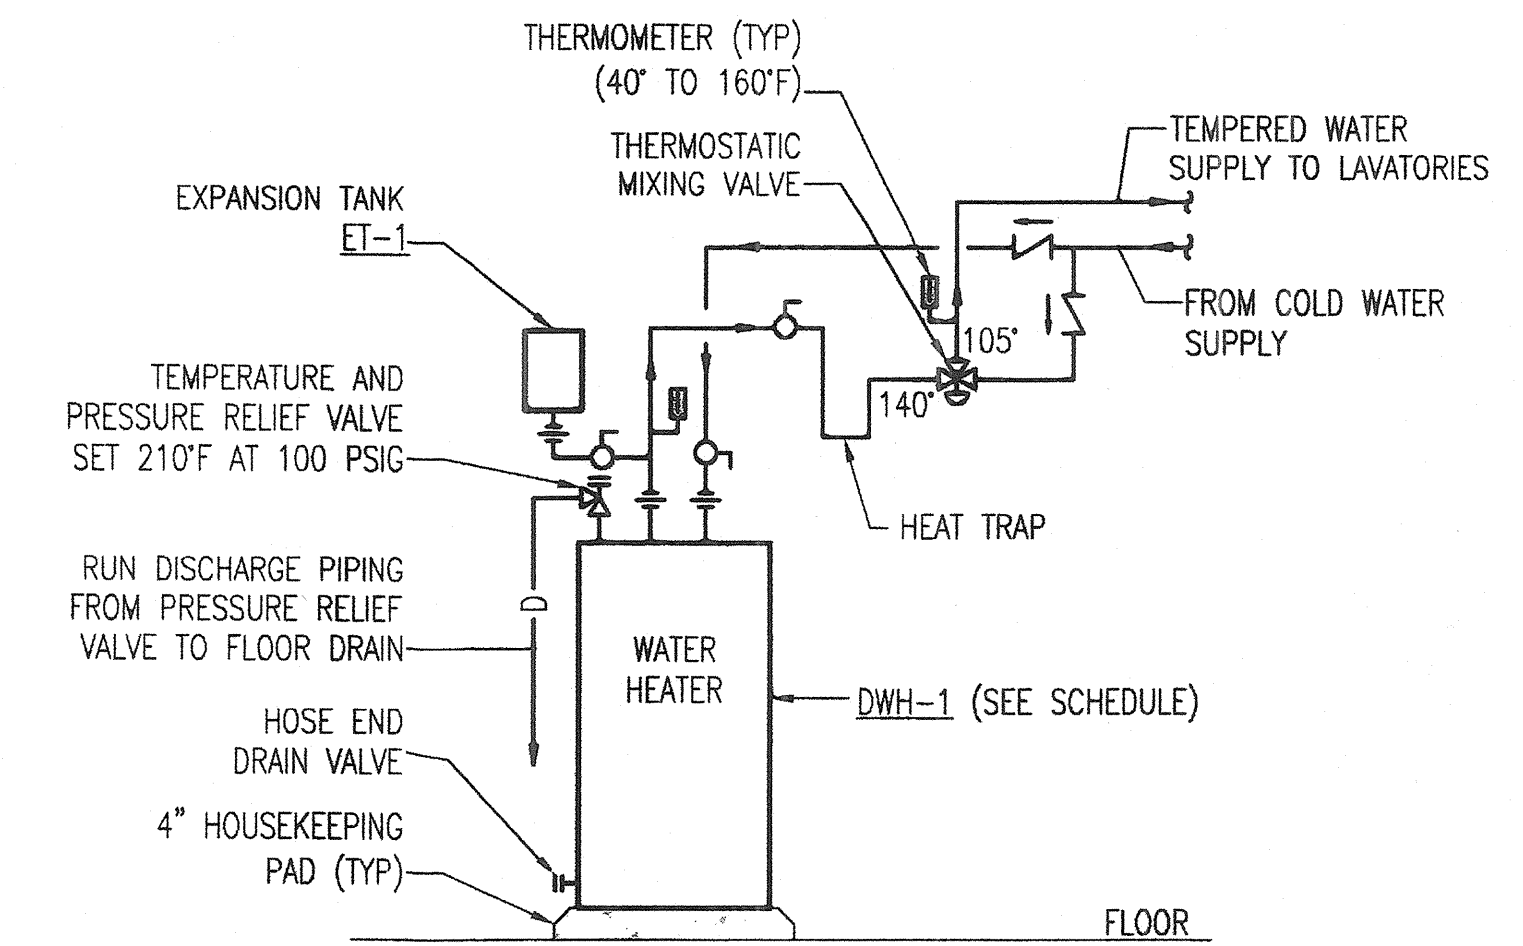 THERMOMETER (TYP)
(40° TO 160°F)
THERMOSTATIC
MIXING VALVE
TEMPERED WATER
SUPPLY TO LAVATORIES
EXPANSION TANK
ET-1
FROM COLD WATER
SUPPLY
105°
140°
TEMPERATURE AND
PRESSURE RELIEF VALVE
SET 210°F AT 100 PSIG
HEAT TRAP
RUN DISCHARGE PIPING
FROM PRESSURE RELIEF
VALVE TO FLOOR DRAIN
D
WATER
HEATER
DWH-1 (SEE SCHEDULE)
HOSE END
DRAIN VALVE
4" HOUSEKEEPING
PAD (TYP)
FLOOR